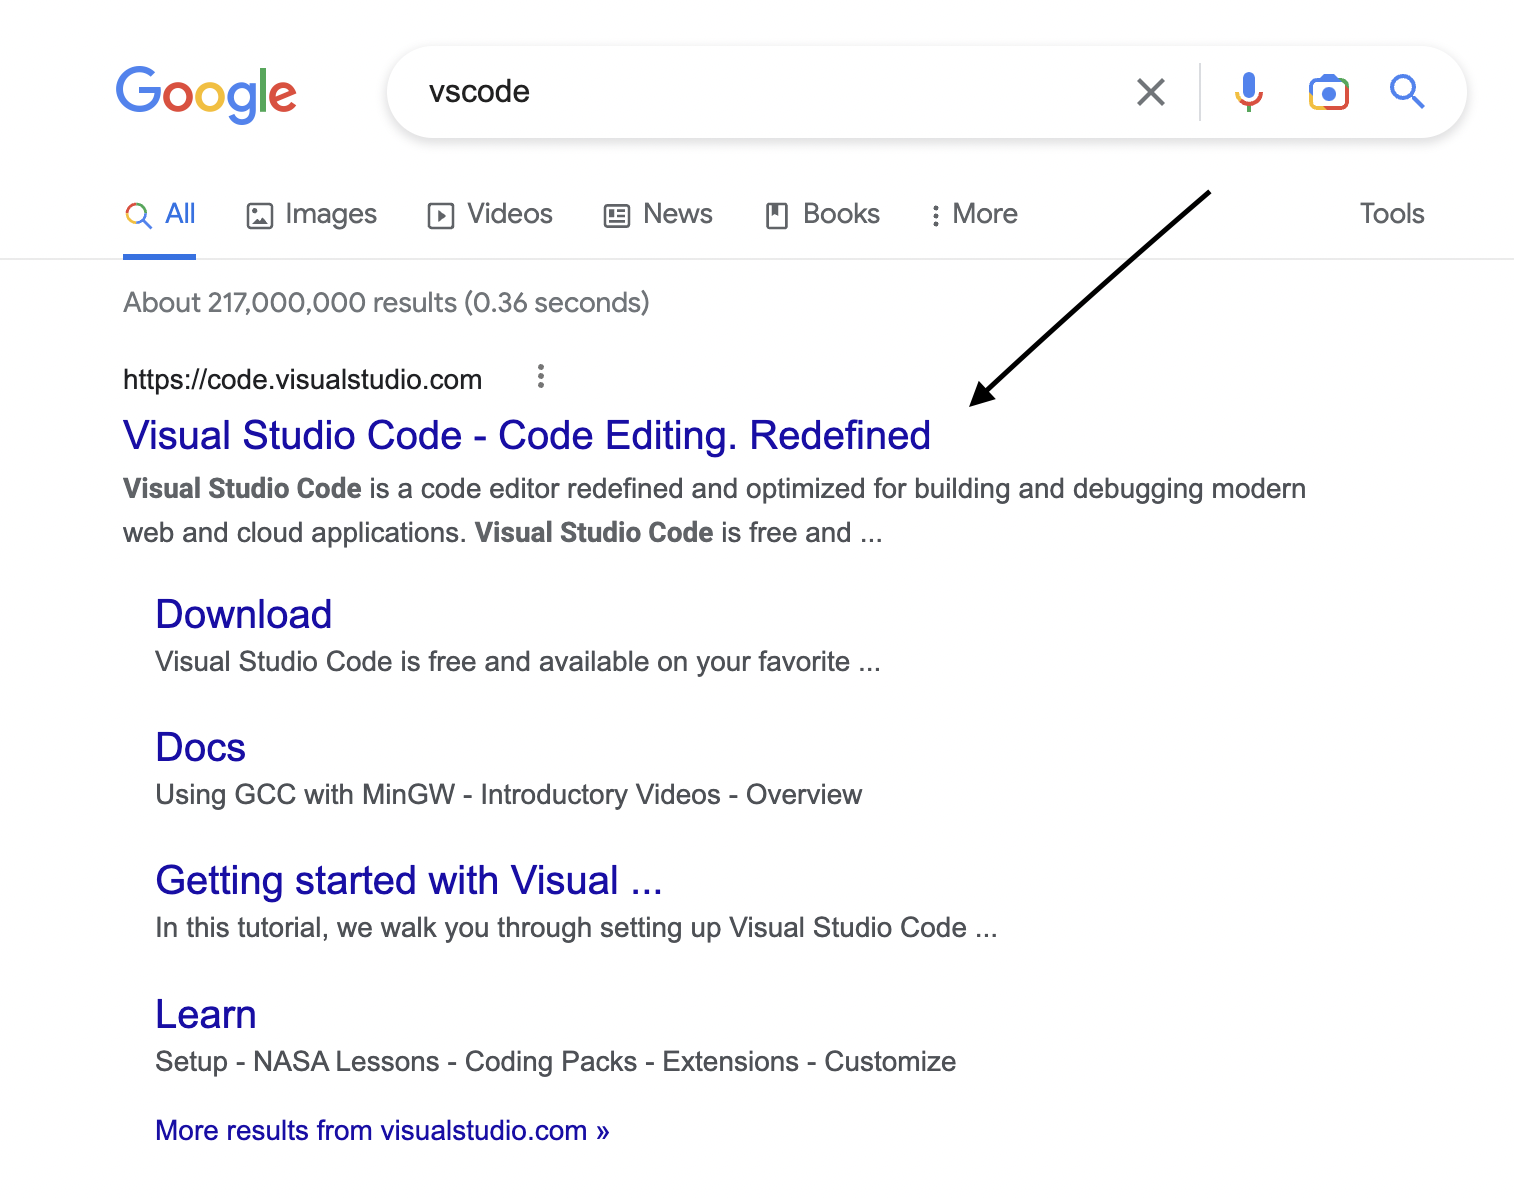 Google
vscode
All Images Videos News Books More Tools
About 217,000,000 results (0.36 seconds)
https://code.visualstudio.com
Visual Studio Code - Code Editing. Redefined
Visual Studio Code is a code editor redefined and optimized for building and debugging modern
web and cloud applications. Visual Studio Code is free and ...
Download
Visual Studio Code is free and available on your favorite ...
Docs
Using GCC with MinGW - Introductory Videos - Overview
Getting started with Visual ...
In this tutorial, we walk you through setting up Visual Studio Code ...
Learn
Setup - NASA Lessons - Coding Packs - Extensions - Customize
More results from visualstudio.com »